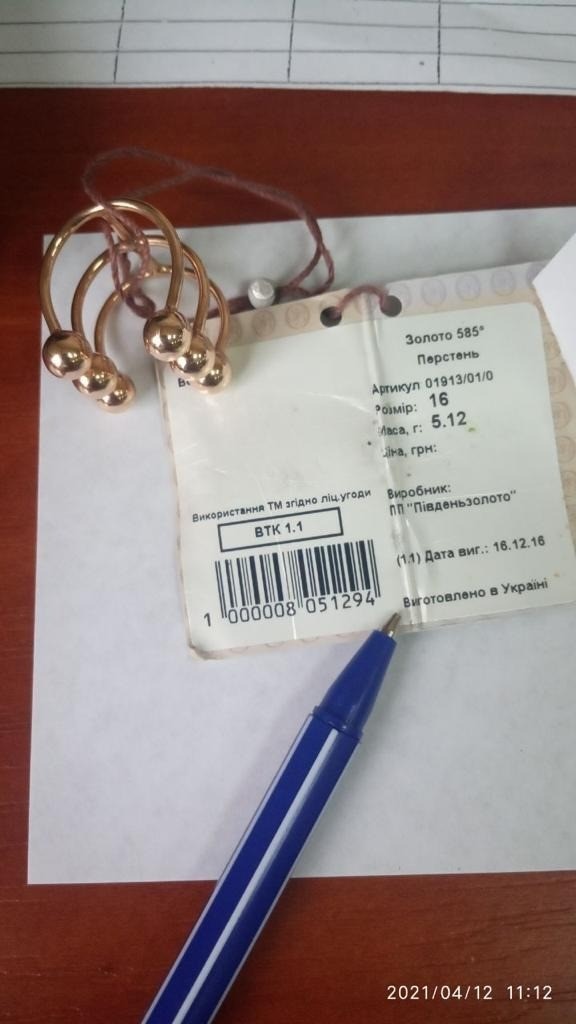 Золото 585°
Перстень
Артикул 01913/01/0
Розмір: 16
Маса, г: 5.12
Ціна, грн:
Виробник:
ПП "Південьзолото"
(1.1) Дата виг.: 16.12.16
Виготовлено в Україні
Використання ТМ згідно ліц.угоди
ВТК 1.1
1 000008 051294
2021/04/12 11:12